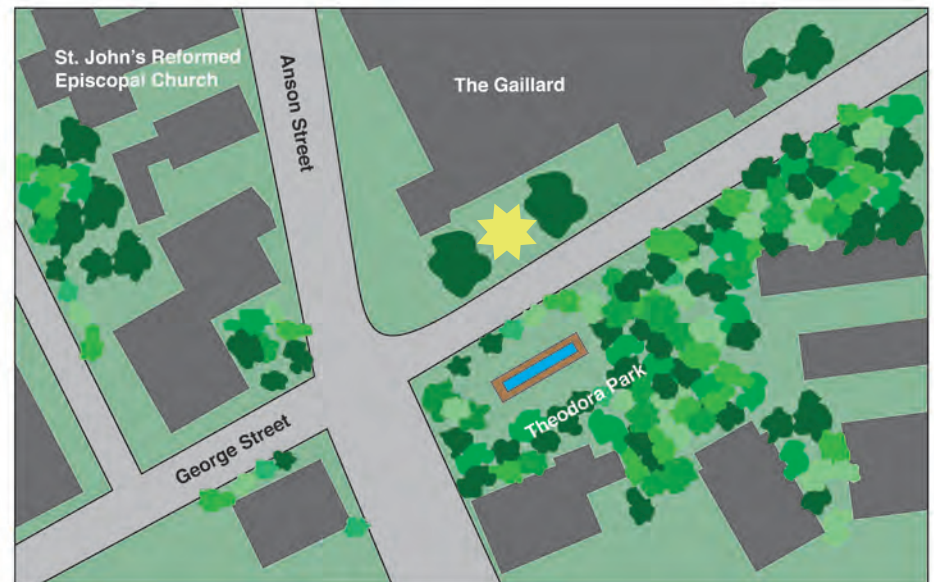 St. John's Reformed
Episcopal Church
Anson Street
The Gaillard
George Street
Theodora Park